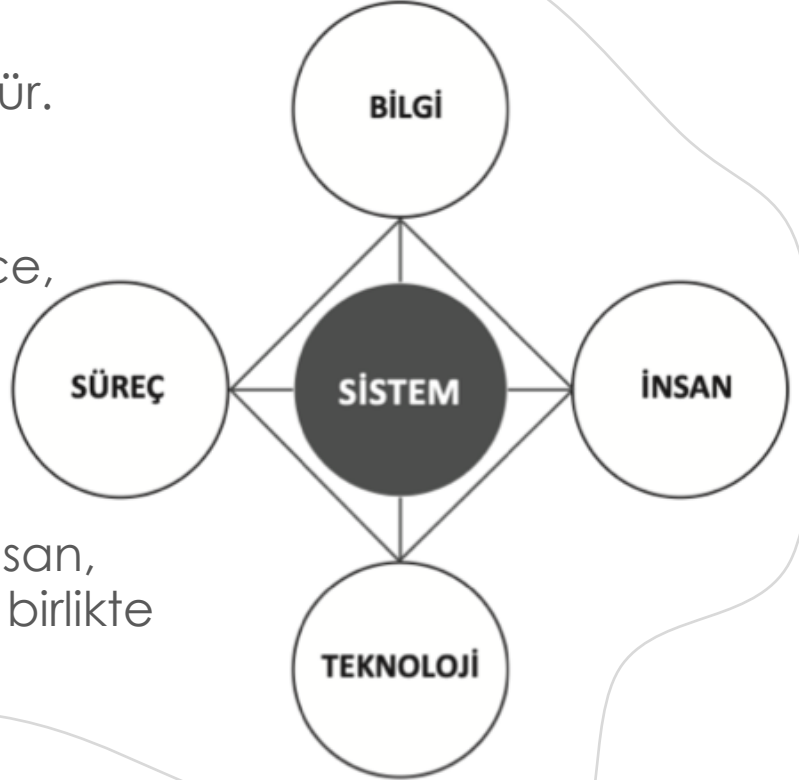 ür.
BİLGİ
ce,
SÜREÇ
SİSTEM
İNSAN
san,
birlikte
TEKNOLOJİ